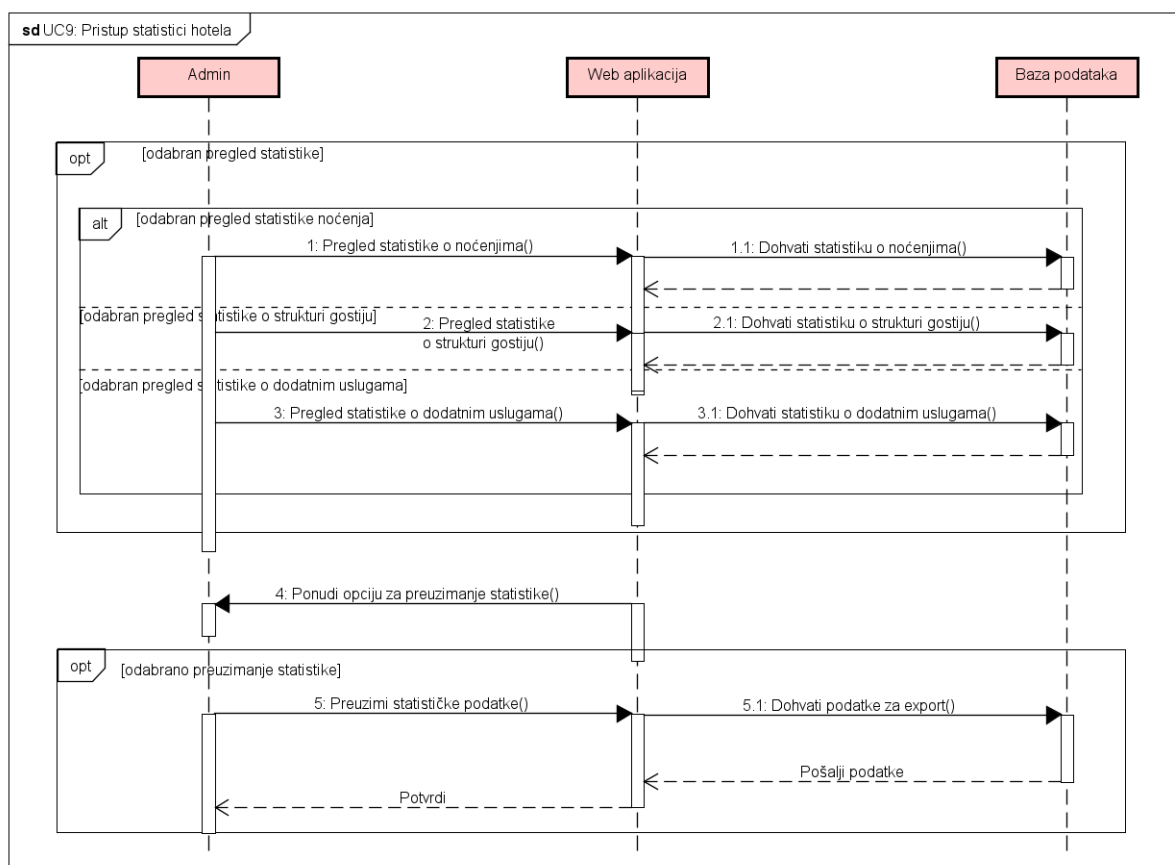 sd UC9: Pristup statistici hotela
Admin
Web aplikacija
Baza podataka
opt
[odabran pregled statistike]
alt
[odabran pregled statistike noćenja]
1: Pregled statistike o noćenjima()
1.1: Dohvati statistiku o noćenjima()
[odabran pregled statistike o strukturi gostiju]
2: Pregled statistike
o strukturi gostiju()
2.1: Dohvati statistiku o strukturi gostiju()
[odabran pregled statistike o dodatnim uslugama]
3: Pregled statistike o dodatnim uslugama()
3.1: Dohvati statistiku o dodatnim uslugama()
4: Ponudi opciju za preuzimanje statistike()
opt
[odabrano preuzimanje statistike]
5: Preuzimi statističke podatke()
5.1: Dohvati podatke za export()
Pošalji podatke
Potvrdi